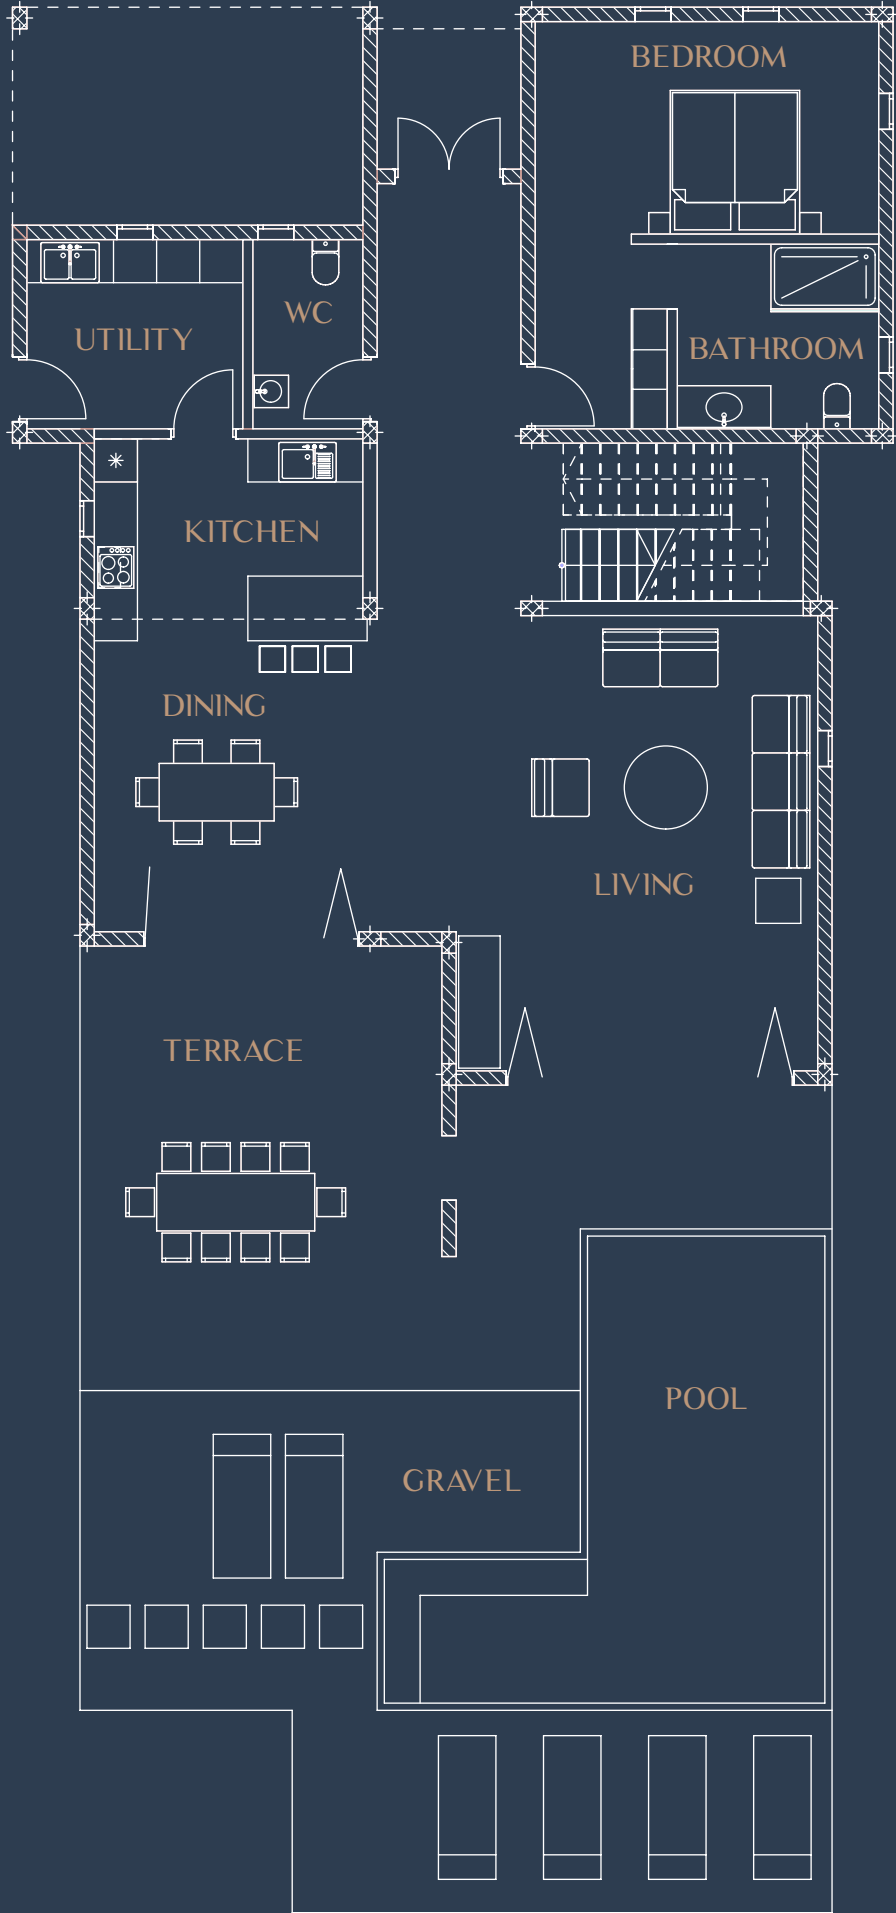 BEDROOM
WC
UTILITY
BATHROOM
KITCHEN
DINING
LIVING
TERRACE
POOL
GRAVEL